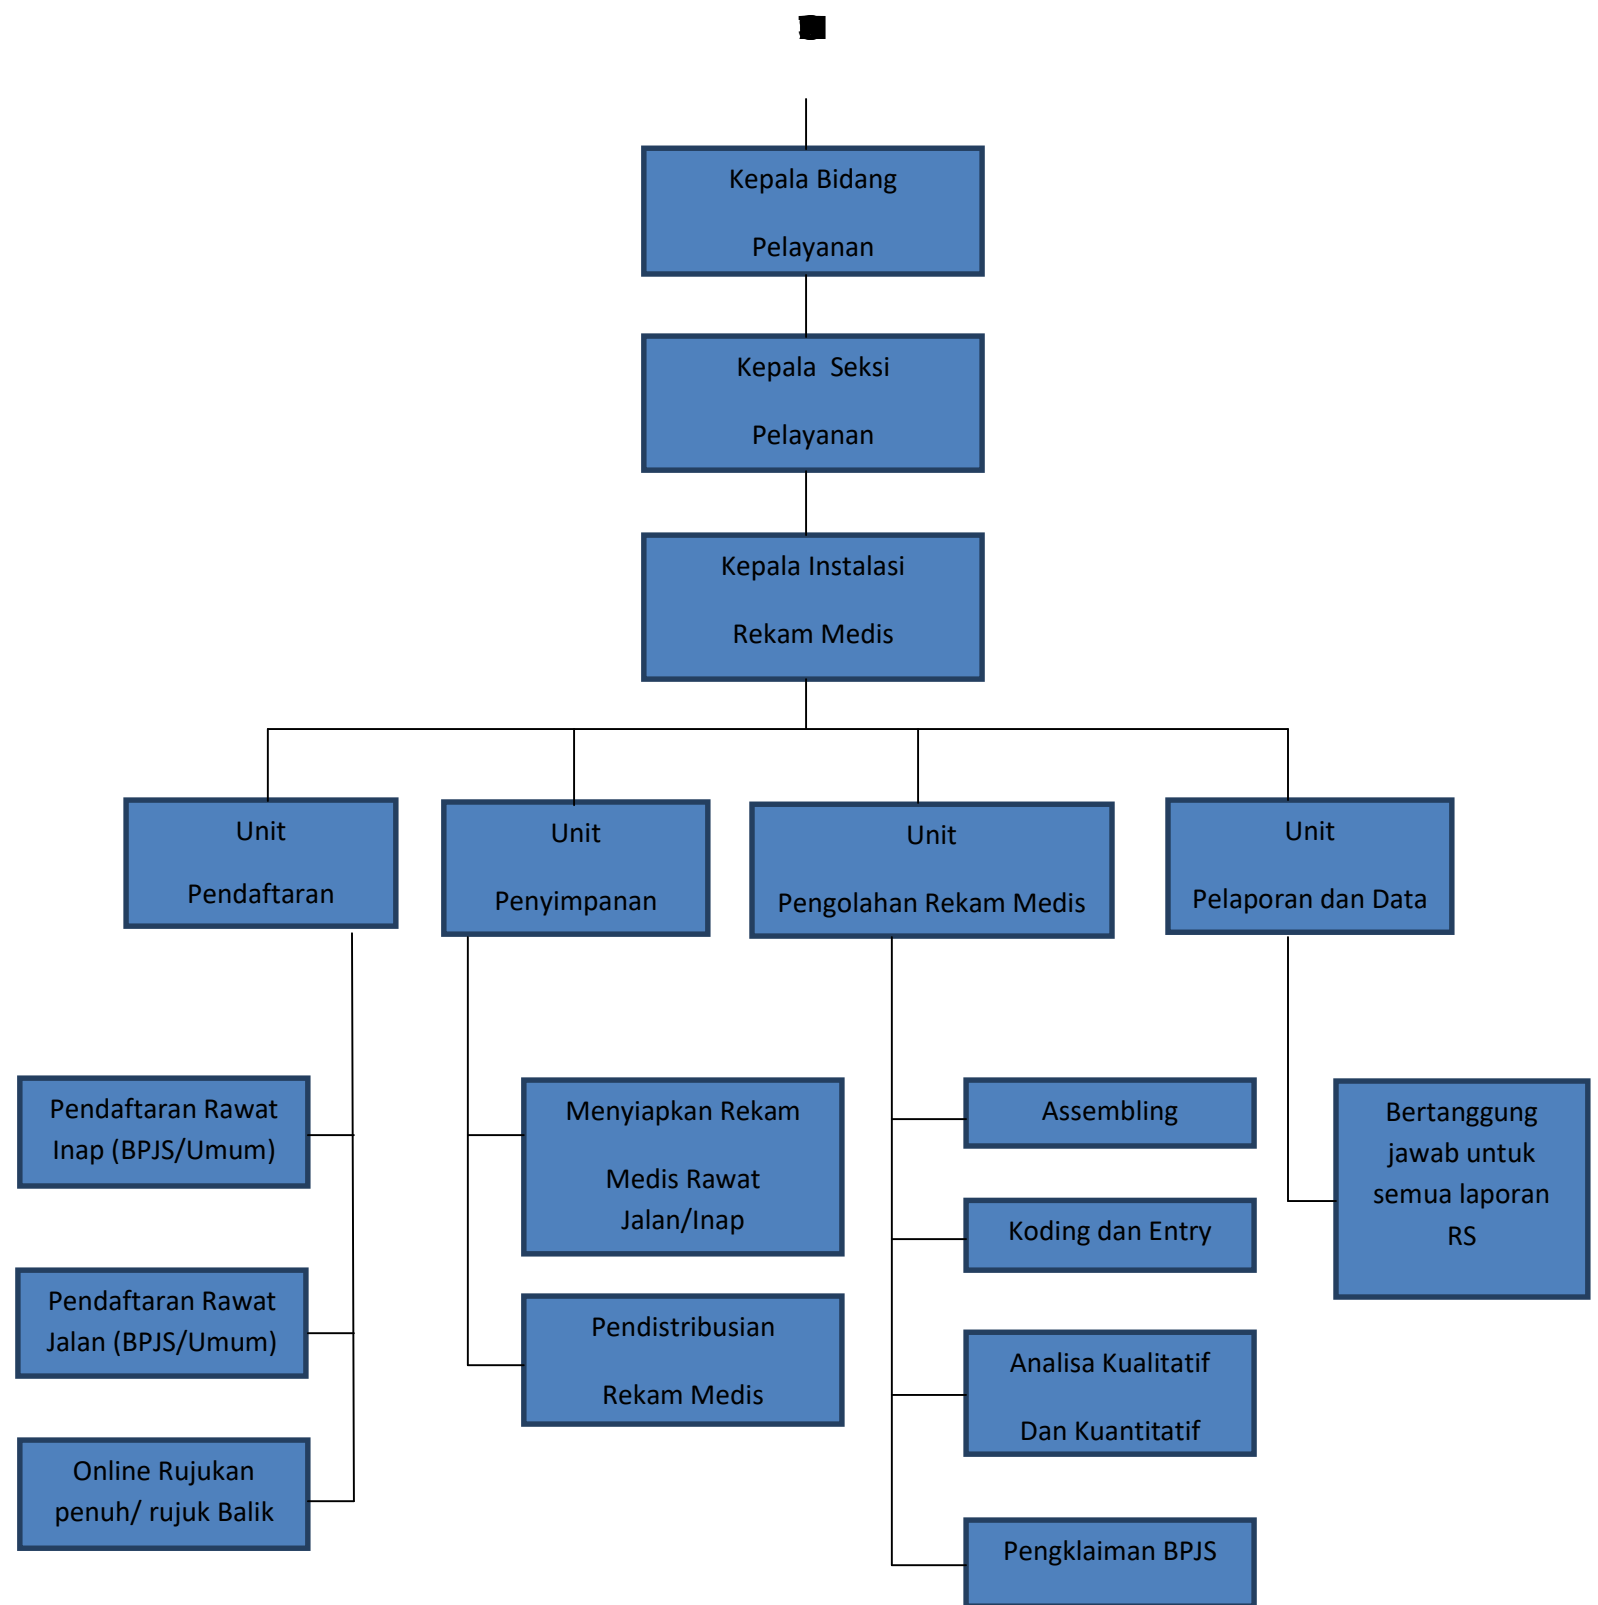 Kepala Bidang
Pelayanan
Kepala  Seksi
Pelayanan
Kepala Instalasi
Rekam Medis
Unit
Pendaftaran
Unit
Penyimpanan
Unit
Pengolahan Rekam Medis
Unit
Pelaporan dan Data
Pendaftaran Rawat
Inap (BPJS/Umum)
Pendaftaran Rawat
Jalan (BPJS/Umum)
Online Rujukan
penuh/ rujuk Balik
Menyiapkan Rekam
Medis Rawat
Jalan/Inap
Pendistribusian
Rekam Medis
Assembling
Koding dan Entry
Analisa Kualitatif
Dan Kuantitatif
Pengklaiman BPJS
Bertanggung
jawab untuk
semua laporan
RS